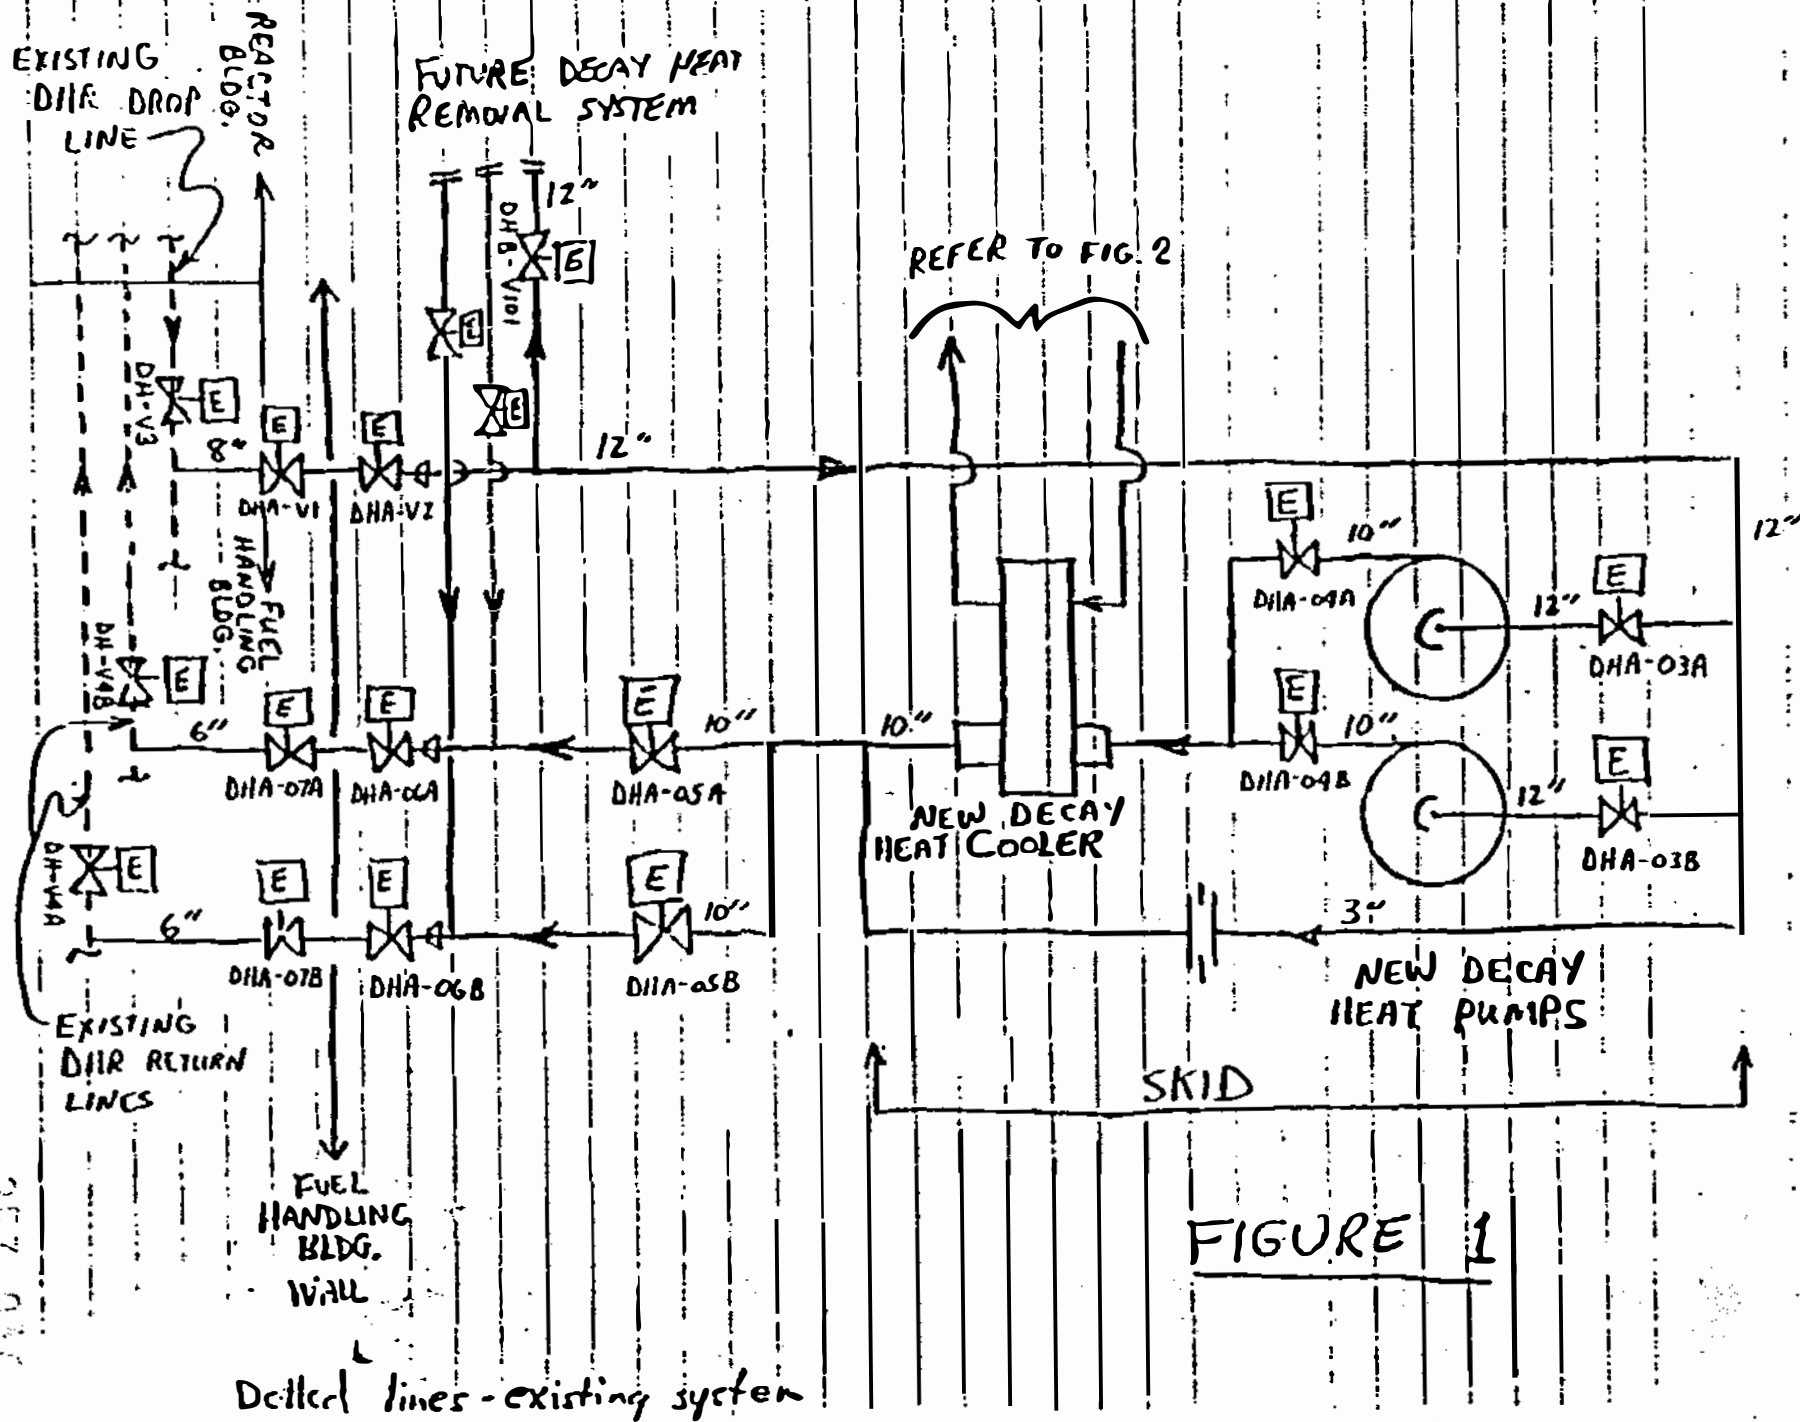 EXISTING
DHR DROP
LINE
REACTOR
BLDG.
FUTURE DECAY HEAT
REMOVAL SYSTEM
12"
DHB-V101
E
E
E
REFER TO FIG. 2
DH-V3
E
8"
E
E
DHA-V1
DHA-V2
12"
12"
FUEL
HANDLING
BLDG.
E
10"
DHA-04A
E
12"
DHA-03A
DH-V4B
E
6"
E
E
DHA-07A
DHA-06A
E
10"
DHA-05A
10"
NEW DECAY
HEAT COOLER
E
10"
DHA-04B
E
12"
DHA-03B
DH-V4A
E
6"
E
E
DHA-07B
DHA-06B
E
10"
DHA-05B
3"
NEW DECAY
HEAT PUMPS
EXISTING
DHR RETURN
LINES
SKID
FUEL
HANDLING
BLDG.
WALL
FIGURE 1
Dotted lines - existing system